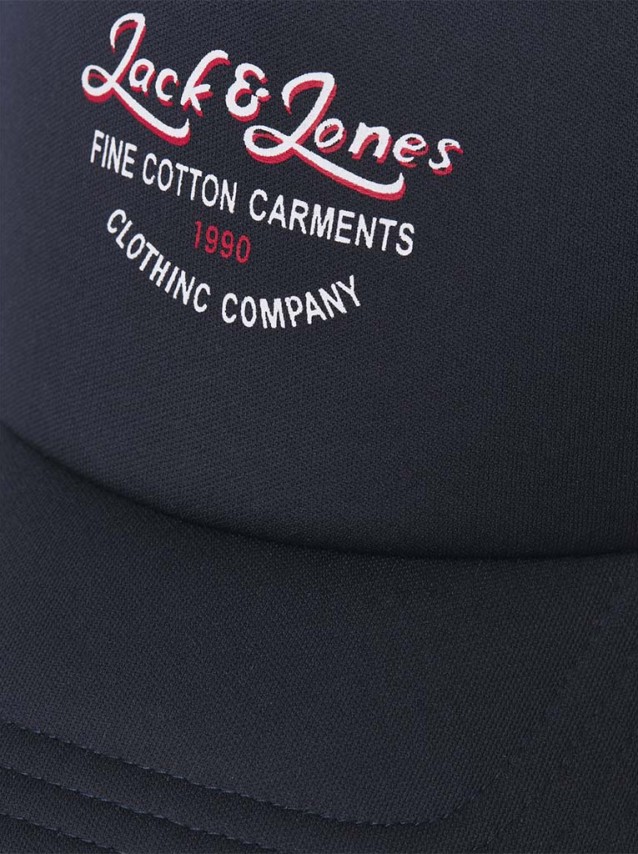 Jack & Jones
FINE COTTON CARMENTS
1990
CLOTHINC COMPANY